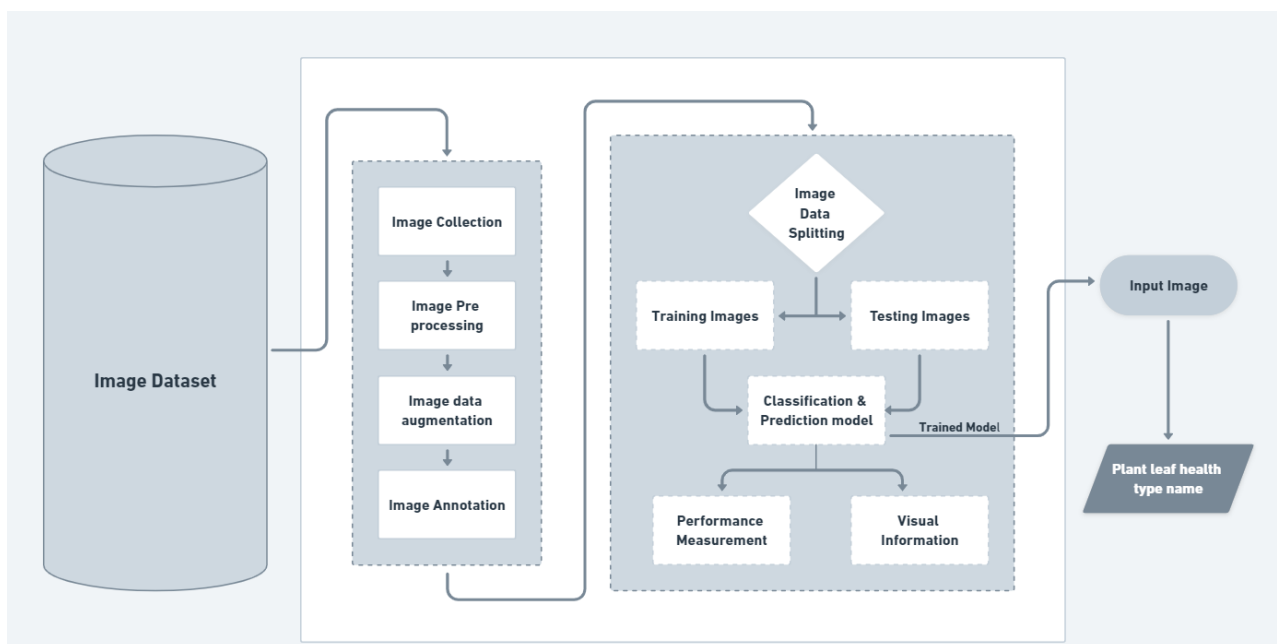 Image Dataset
Image Collection
Image Pre
processing
Image data
augmentation
Image Annotation
Image
Data
Splitting
Training Images
Testing Images
Classification &
Prediction model
Trained Model
Performance
Measurement
Visual
Information
Input Image
Plant leaf health
type name